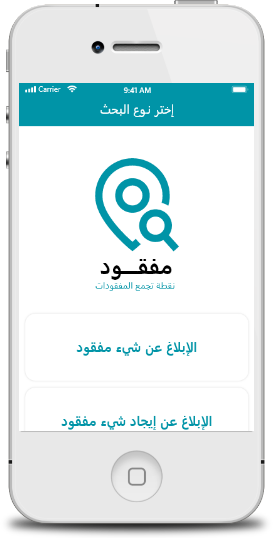 Carrier 9:41 AM
إختر نوع البحث
مفقـــود
نقطة تجمع المفقودات
الإبلاغ عن شيء مفقود
الإبلاغ عن إيجاد شيء مفقود